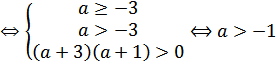 ⇔ { a ≥ −3
a > −3 ⇔ a > −1
(a + 3)(a + 1) > 0